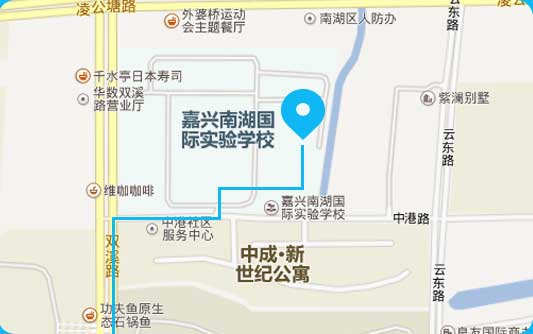 凌公塘路
外婆桥运动
会主题餐厅
南湖区人防办
千水亭日本寿司
华数双溪
路营业厅
嘉兴南湖国
际实验学校
紫澜别墅
云东路
云东路
维咖咖啡
嘉兴南湖国
际实验学校
中港路
中港社区
服务中心
双溪路
中成·新
世纪公寓
云东路
功夫鱼原生
态石锅鱼